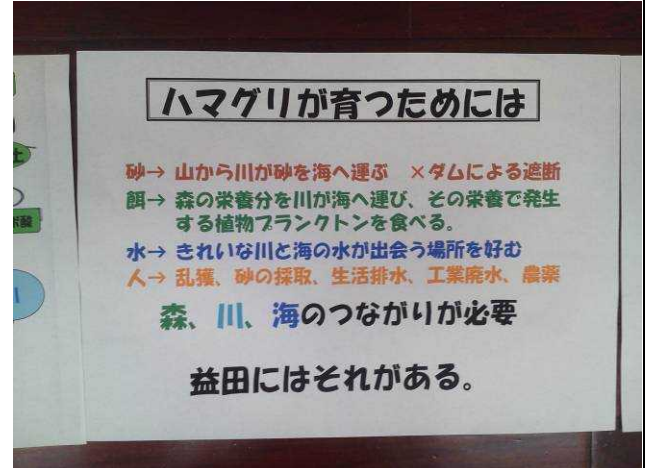 ハマグリが育つためには
砂→ 山から川が砂を海へ運ぶ ×ダムによる遮断
餌→ 森の栄養分を川が海へ運び、その栄養で発生
する植物プランクトンを食べる。
水→ きれいな川と海の水が出会う場所を好む
人→ 乱獲、砂の採取、生活排水、工業廃水、農薬
森、川、海のつながりが必要
益田にはそれがある。
土
酸